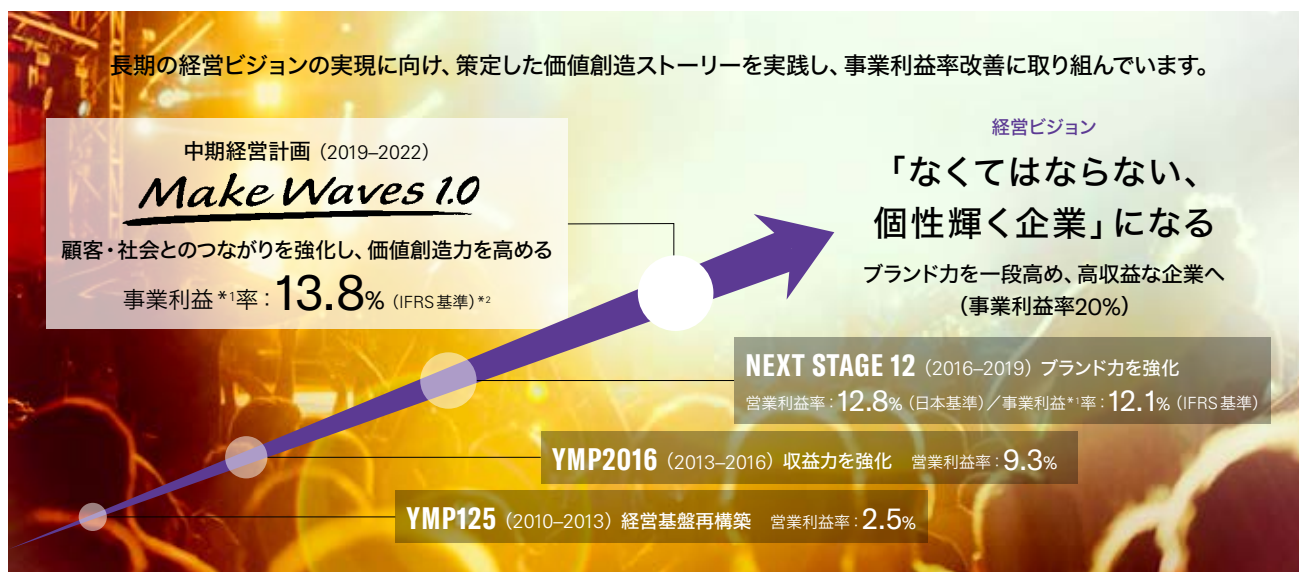 長期の経営ビジョンの実現に向け、策定した価値創造ストーリーを実践し、事業利益率改善に取り組んでいます。
中期経営計画（2019–2022）
Make Waves 1.0
顧客・社会とのつながりを強化し、価値創造力を高める
事業利益*1率：13.8%（IFRS基準）*2
経営ビジョン
「なくてはならない、
個性輝く企業」になる
ブランド力を一段高め、高収益な企業へ
（事業利益率20%）
NEXT STAGE 12（2016–2019）ブランド力を強化
営業利益率：12.8%（日本基準）／事業利益*1率：12.1%（IFRS基準）
YMP2016（2013–2016）収益力を強化 営業利益率：9.3%
YMP125（2010–2013）経営基盤再構築 営業利益率：2.5%